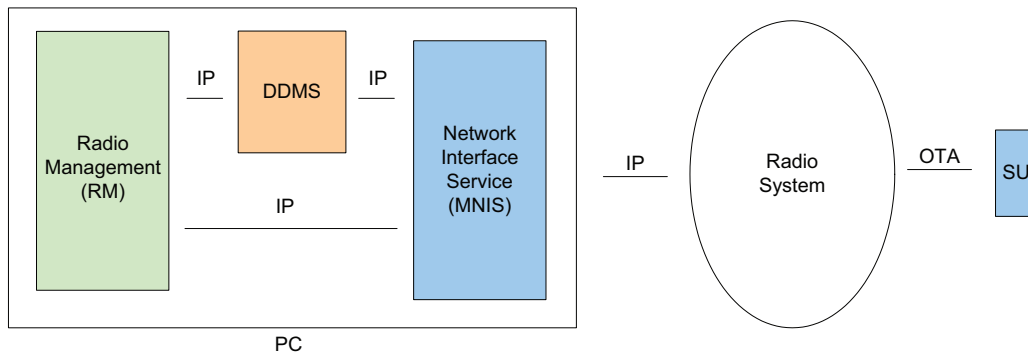 Radio
Management
(RM)
IP
DDMS
IP
IP
Network
Interface
Service
(MNIS)
PC
IP
Radio
System
OTA
SU